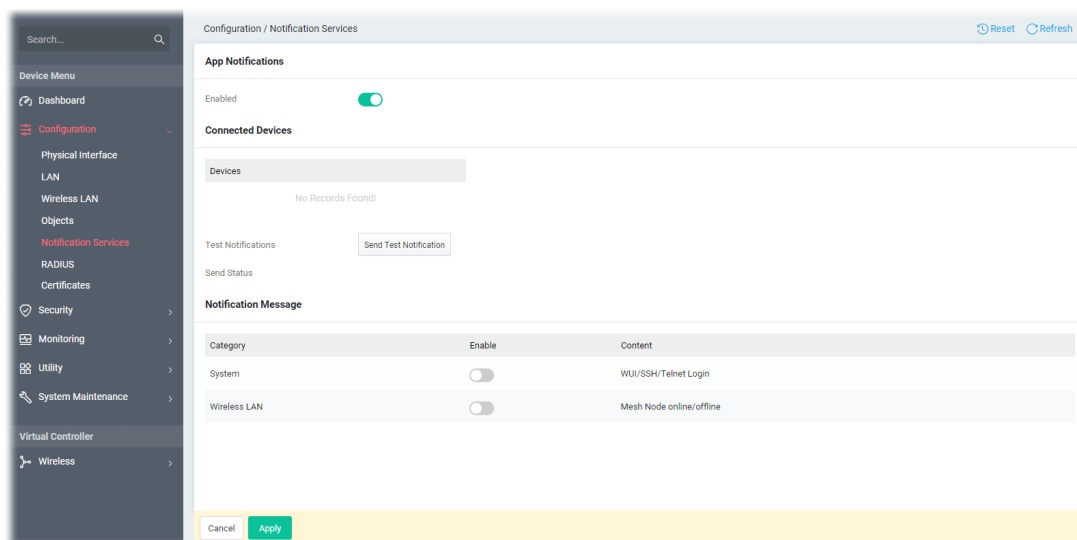 Search...
Device Menu
Dashboard
Configuration
Physical Interface
LAN
Wireless LAN
Objects
Notification Services
RADIUS
Certificates
Security
Monitoring
Utility
System Maintenance
Virtual Controller
Wireless
Configuration / Notification Services
Reset Refresh
App Notifications
Enabled
Connected Devices
Devices
No Records Found!
Test Notifications Send Test Notification
Send Status
Notification Message
Category Enable Content
System WUI/SSH/Telnet Login
Wireless LAN Mesh Node online/offline
Cancel Apply